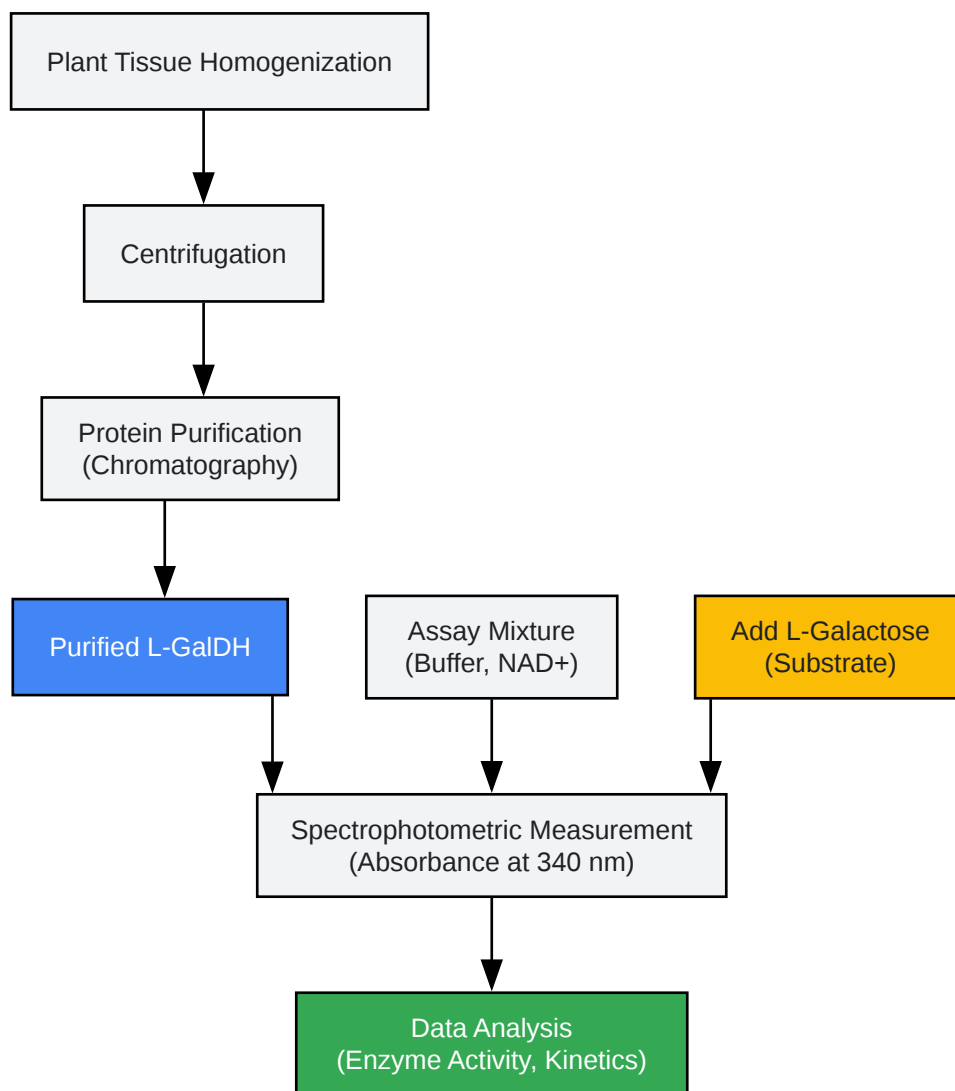 Plant Tissue Homogenization
Centrifugation
Protein Purification
(Chromatography)
Purified L-GalDH
Assay Mixture
(Buffer, NAD+)
Add L-Galactose
(Substrate)
Spectrophotometric Measurement
(Absorbance at 340 nm)
Data Analysis
(Enzyme Activity, Kinetics)